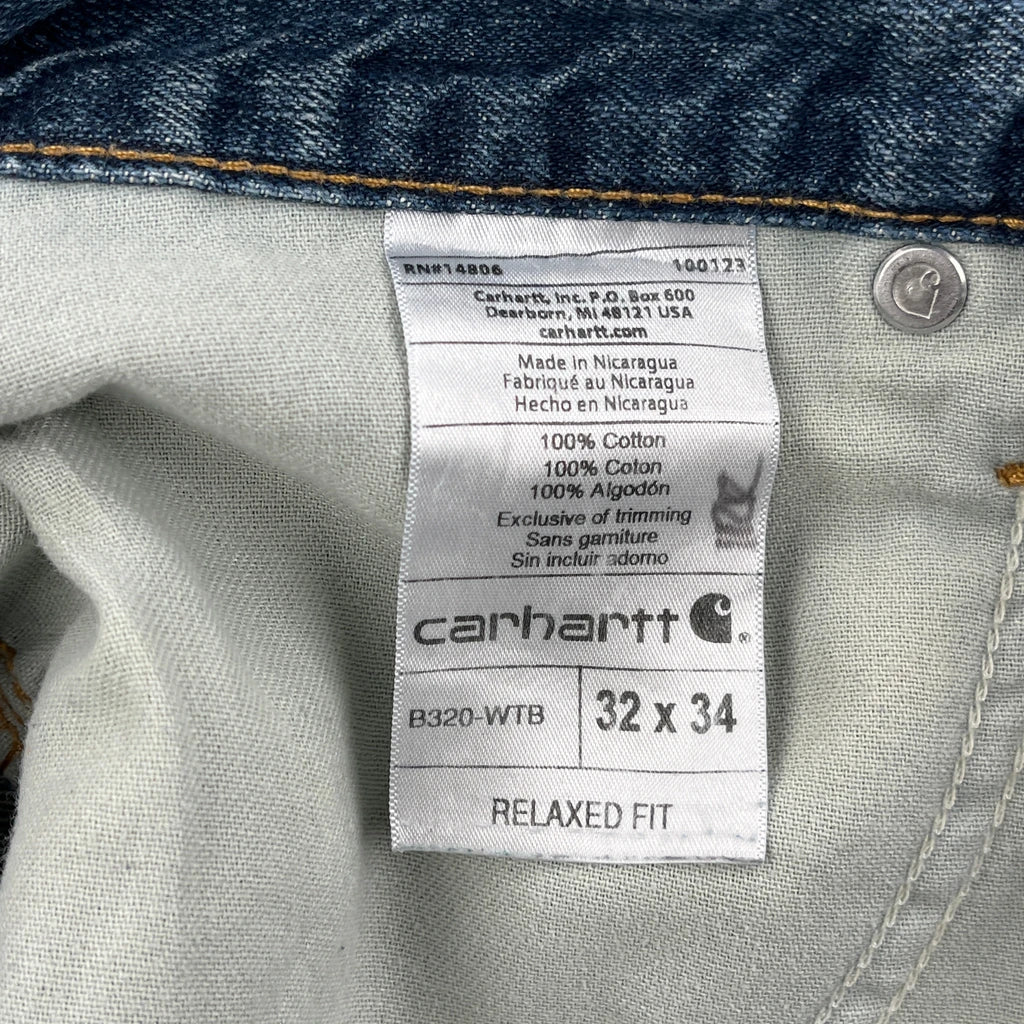 RN#14806 100123
Carhartt, Inc. P.O. Box 600
Dearborn, MI 48121 USA
carhartt.com
Made in Nicaragua
Fabriqué au Nicaragua
Hecho en Nicaragua
100% Cotton
100% Coton
100% Algodón
Exclusive of trimming
Sans garniture
Sin incluir adorno
carhartt
B320-WTB 32 x 34
RELAXED FIT